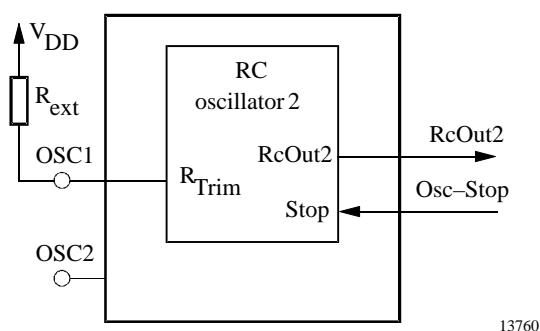 VDD
Rext
OSC1
OSC2
RC
oscillator 2
RcOut2
RTrim
Stop
RcOut2
Osc–Stop
13760